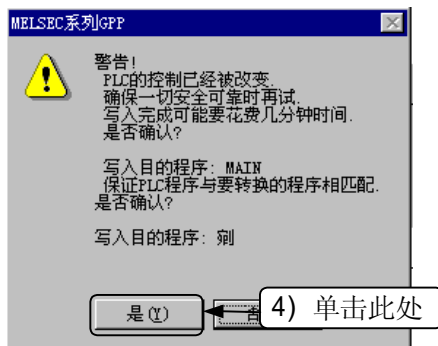 MELSEC系列GPP
警告!
PLC的控制已经被改变.
确保一切安全可靠时再试.
写入完成可能要花费几分钟时间.
是否确认?
写入目的程序: MAIN
保证PLC程序与要转换的程序相匹配.
是否确认?
写入目的程序: 剜
是(Y)
4) 单击此处